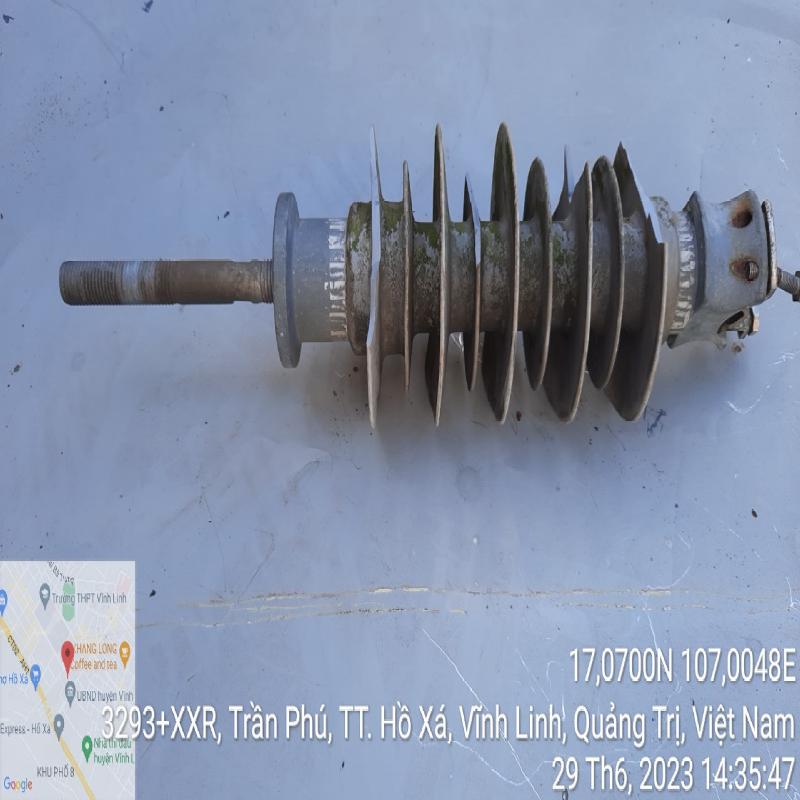 Trường THPT Vĩnh Linh
KHANG LONG
Coffee and tea
ợ Hồ Xá
UBND huyện Vĩnh
Express - Hồ Xá
Nhà thi đấu
huyện Vĩnh L
KHU PHỐ 8
Google
17,0700N 107,0048E
3293+XXR, Trần Phú, TT. Hồ Xá, Vĩnh Linh, Quảng Trị, Việt Nam
29 Th6, 2023 14:35:47